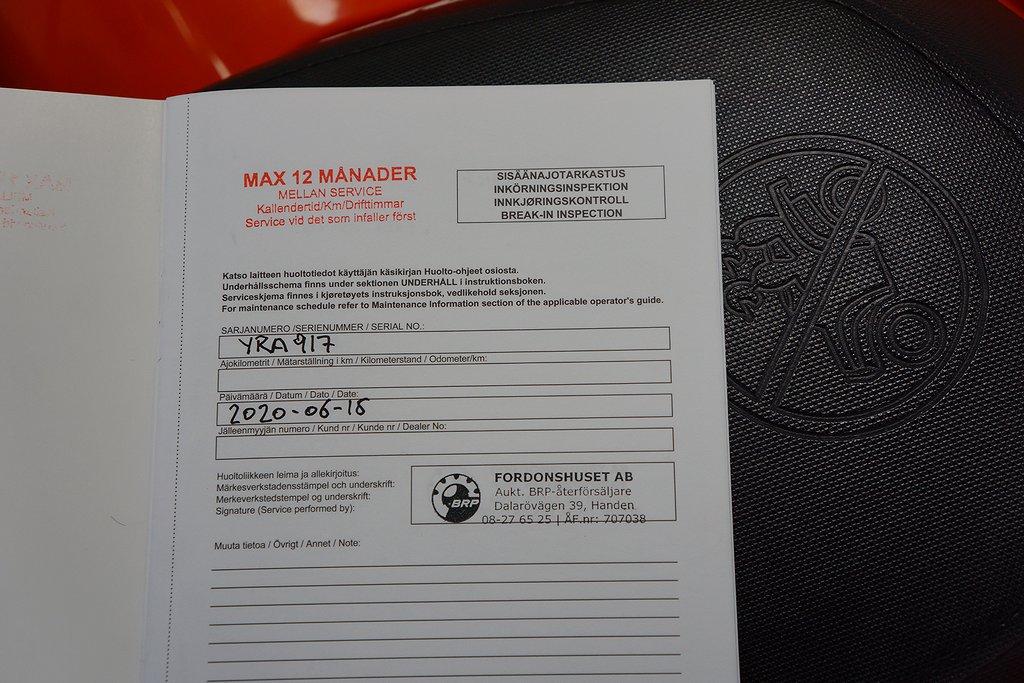 MAX 12 MÅNADER
MELLAN SERVICE
Kallendertid/Km/Drifttimmar
Service vid det som infaller först
SISÄÄNAJOTARKASTUS
INKÖRNINGSINSPEKTION
INNKJØRINGSKONTROLL
BREAK-IN INSPECTION
Katso laitteen huoltotiedot käyttäjän käsikirjan Huolto-ohjeet osiosta.
Underhållsschema finns under sektionen UNDERHÅLL i instruktionsboken.
Serviceskjema finnes i kjøretøyets instruksjonsbok, vedlikehold seksjonen.
For maintenance schedule refer to Maintenance Information section of the applicable operator's guide.
SARJANUMERO /SERIENUMMER / SERIAL NO.:
YRA917
Ajokilometrit / Mätarställning i km / Kilometerstand / Odometer/km:
Päivämäärä / Datum / Dato / Date:
2020-06-18
Jälleenmyyjän numero / Kund nr / Kunde nr / Dealer No:
Huoltoliikkeen leima ja allekirjoitus:
Märkesverkstadensstämpel och underskrift:
Merkeverkstedstempel og underskrift:
Signature (Service performed by):
BRP
FORDONSHUSET AB
Aukt. BRP-återförsäljare
Dalarövägen 39, Handen
08-27 65 25 | ÅF.nr: 707038
Muuta tietoa / Övrigt / Annet / Note: